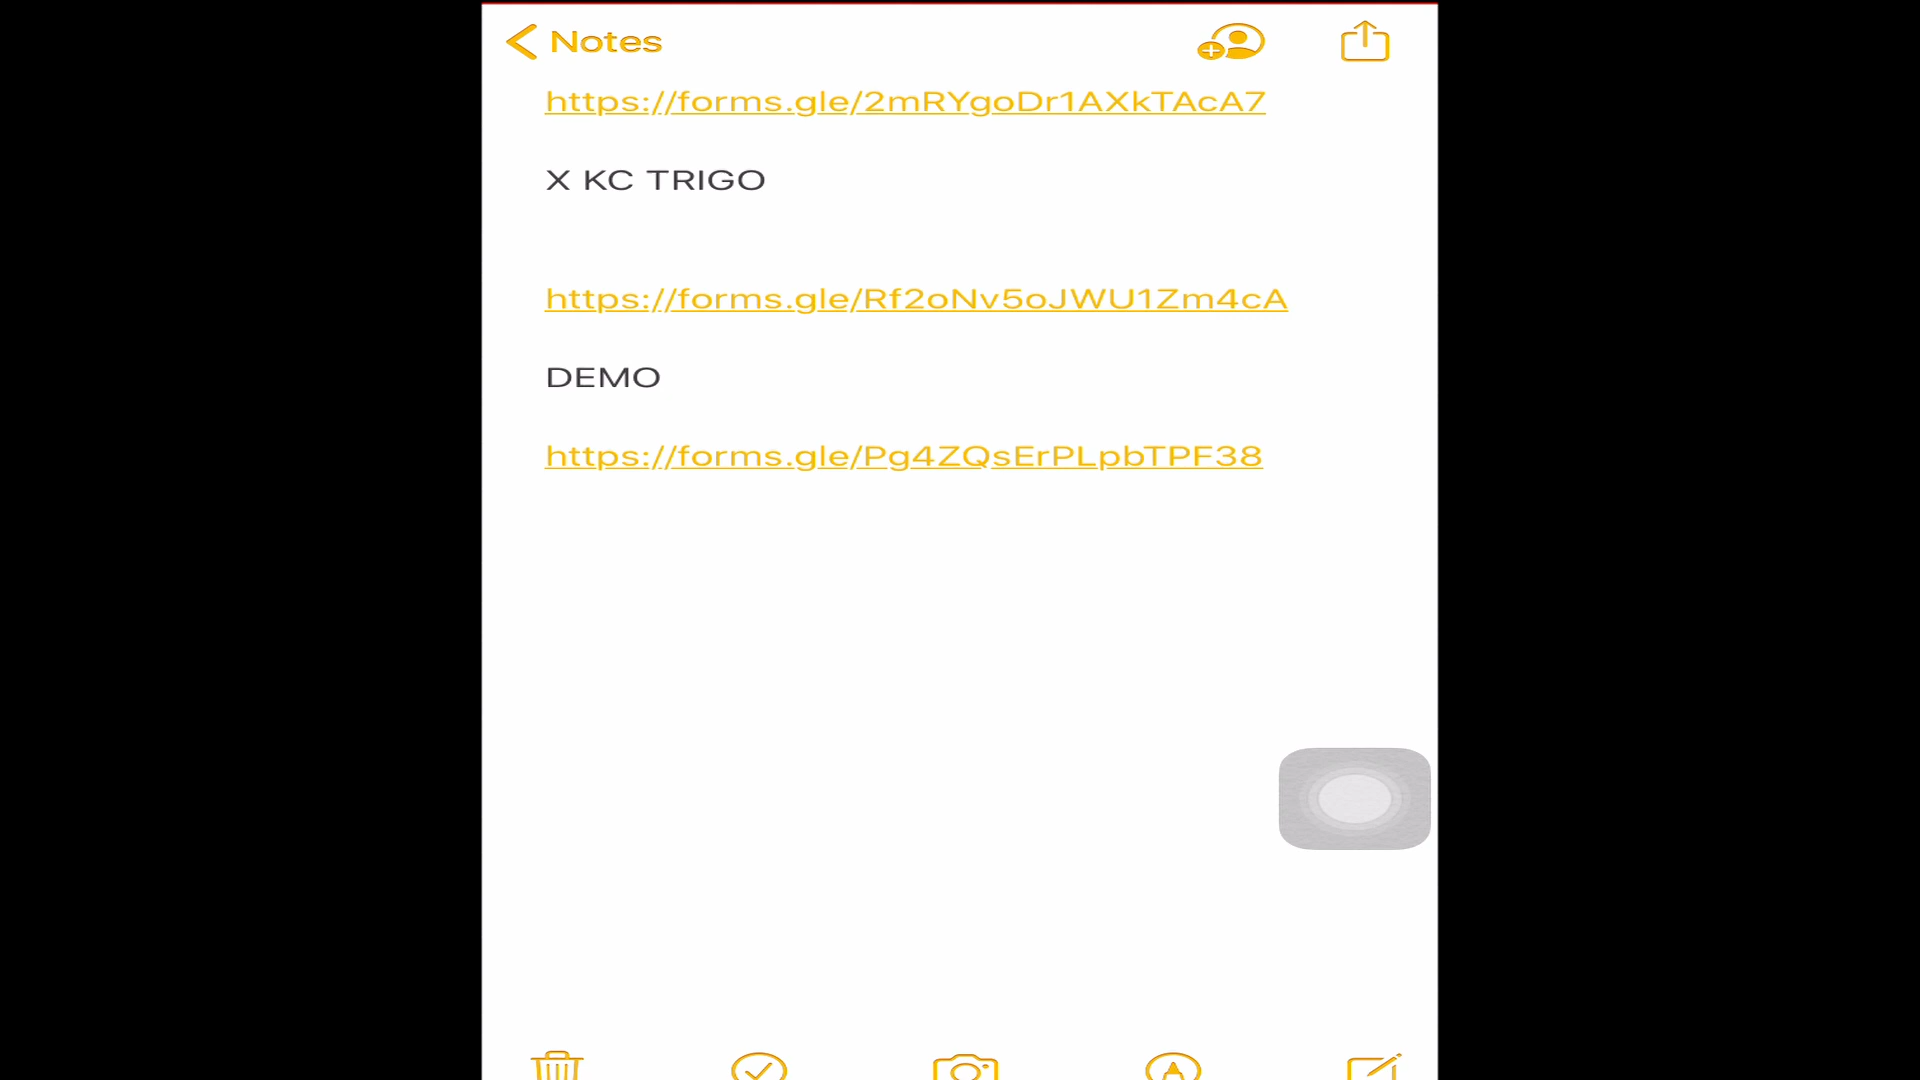 Notes
https://forms.gle/2mRYgoDr1AXkTAcA7
X KC TRIGO
https://forms.gle/Rf2oNv5oJWU1Zm4cA
DEMO
https://forms.gle/Pg4ZQsErPLpbTPF38